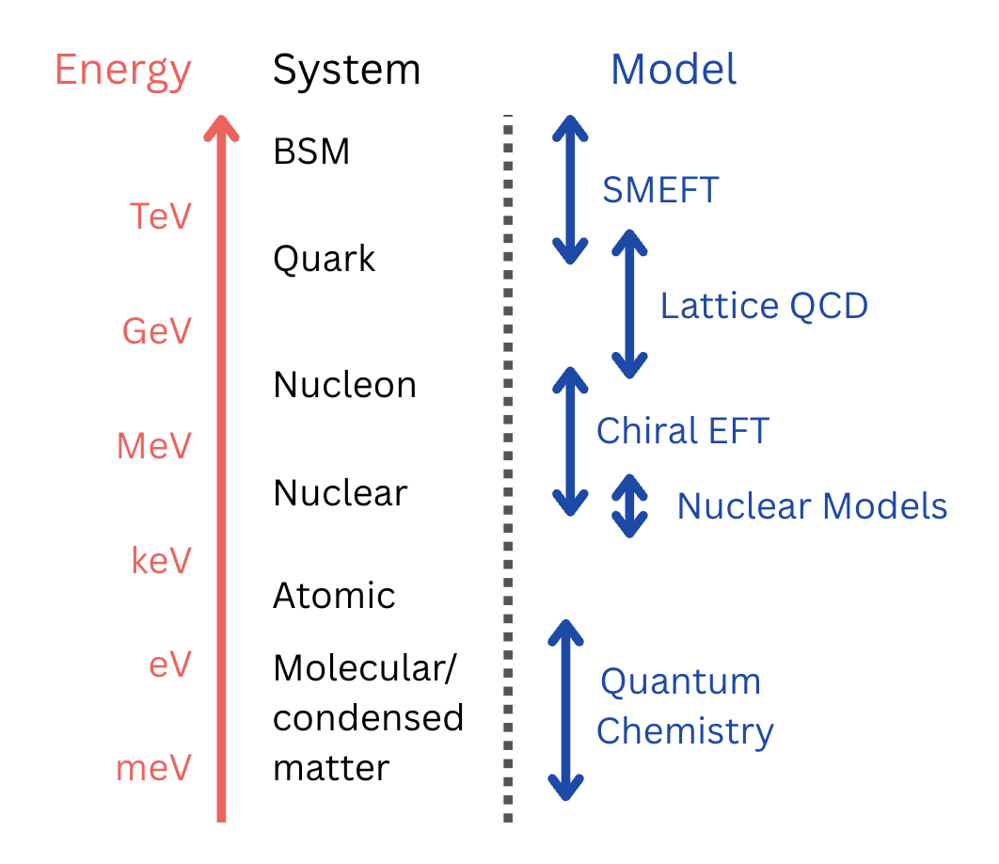 Energy
System
Model
BSM
SMEFT
TeV
Quark
Lattice QCD
GeV
Nucleon
Chiral EFT
MeV
Nuclear
Nuclear Models
keV
Atomic
eV
Molecular/
Quantum
condensed
Chemistry
meV
matter